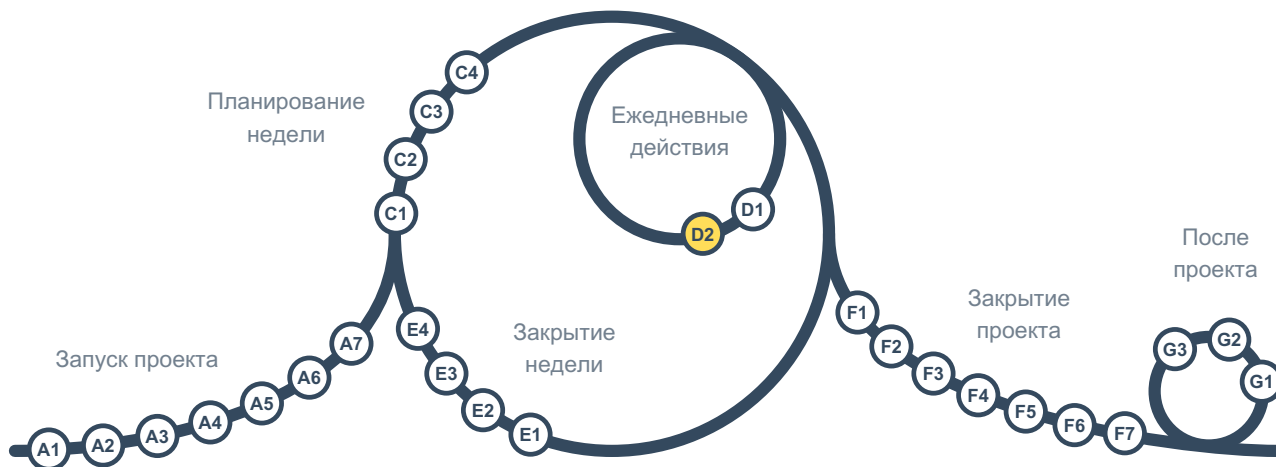 Запуск проекта
A1
A2
A3
A4
A5
A6
A7
Планирование
недели
C1
C2
C3
C4
Ежедневные
действия
D1
D2
Закрытие
недели
E1
E2
E3
E4
Закрытие
проекта
F1
F2
F3
F4
F5
F6
F7
После
проекта
G1
G2
G3